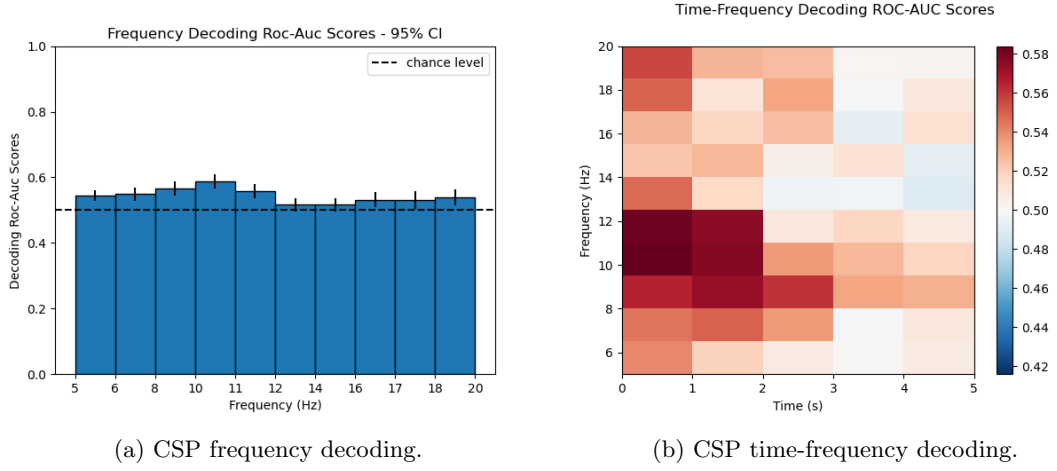 Time-Frequency Decoding ROC-AUC Scores
Frequency Decoding Roc-Auc Scores - 95% CI
1.0
0.8
0.6
0.4
0.2
0.0
Decoding Roc-Auc Scores
chance level
5 6 8 10 12 14 16 18 20
Frequency (Hz)
20
18
16
14
12
10
8
6
Frequency (Hz)
0 1 2 3 4 5
Time (s)
0.58
0.56
0.54
0.52
0.50
0.48
0.46
0.44
0.42
(a) CSP frequency decoding.
(b) CSP time-frequency decoding.